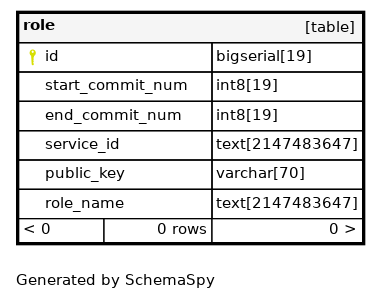 role [table]
id bigserial[19]
start_commit_num int8[19]
end_commit_num int8[19]
service_id text[2147483647]
public_key varchar[70]
role_name text[2147483647]
< 0 0 rows 0 >
Generated by SchemaSpy